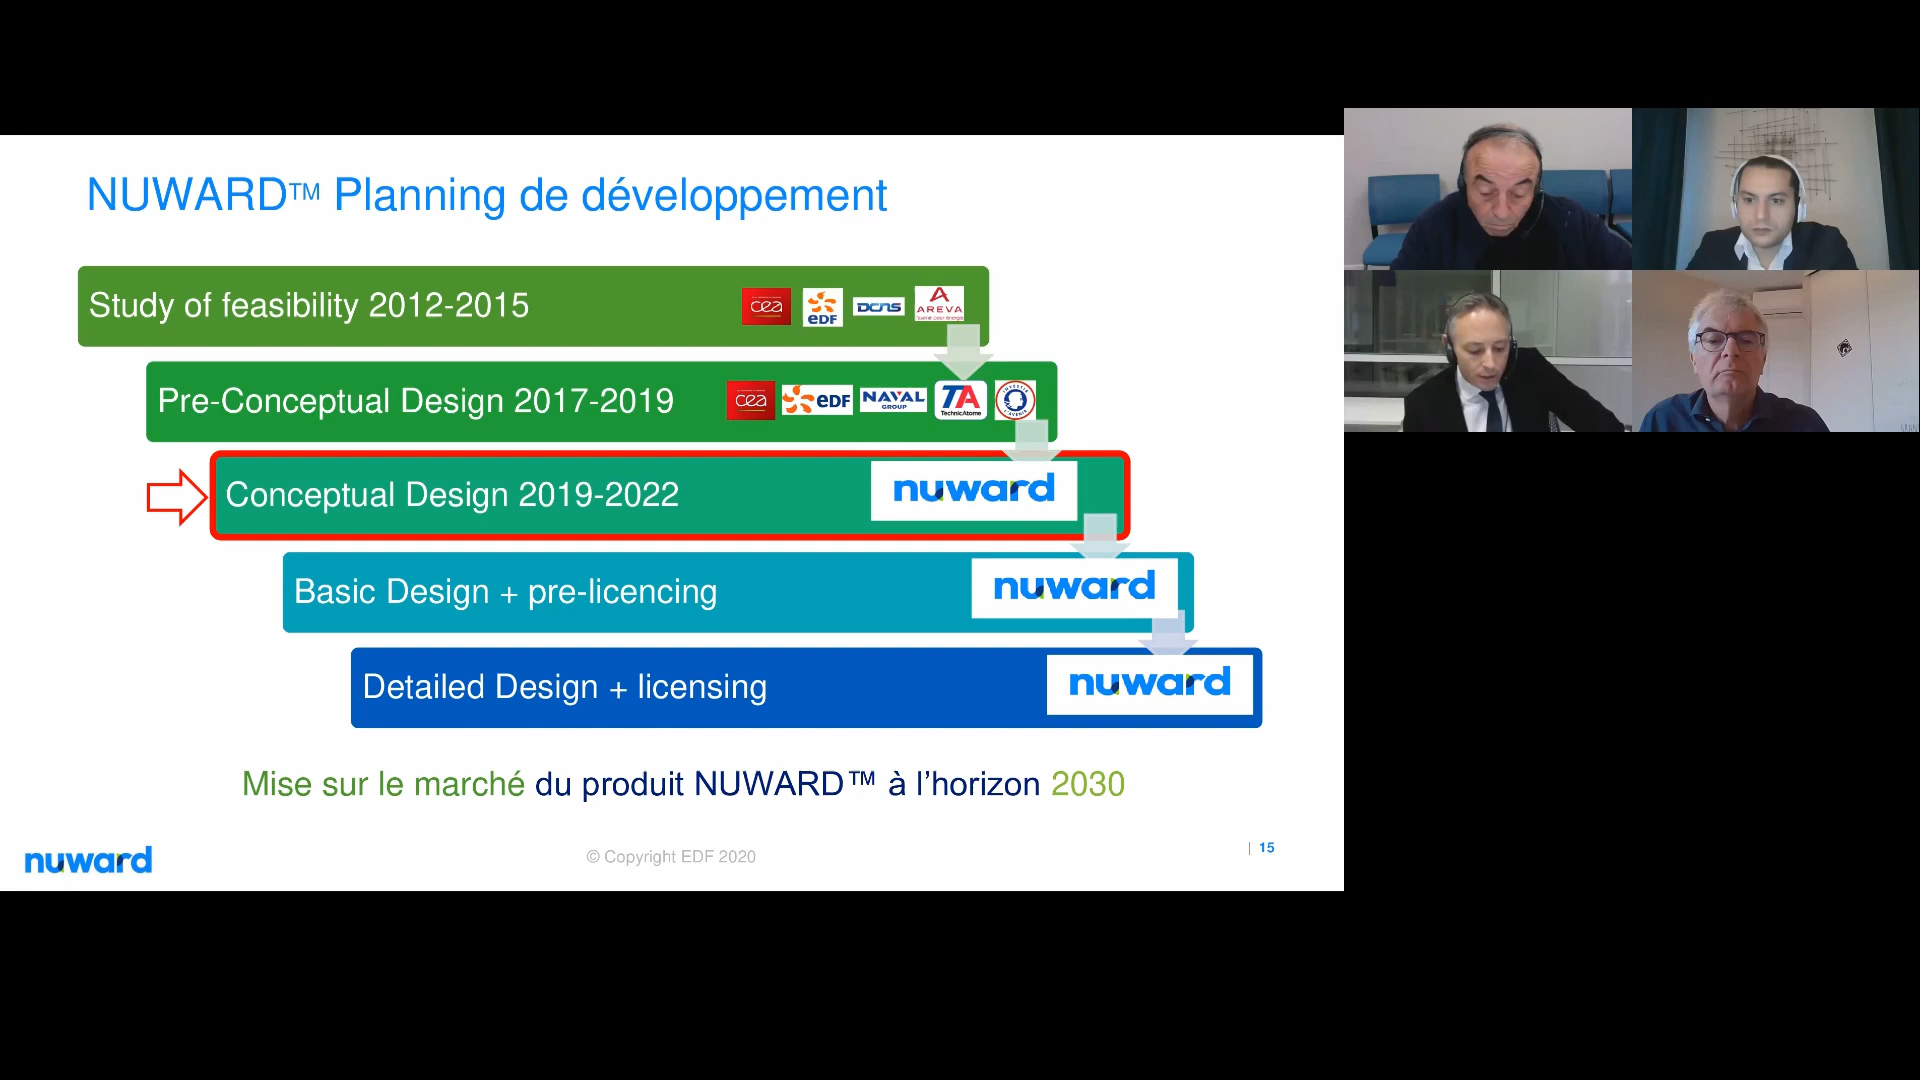 NUWARD™ Planning de développement
Study of feasibility 2012-2015
cea
eDF
DCNS
AREVA
Pre-Conceptual Design 2017-2019
cea
eDF
NAVAL
GROUP
TA
TechnicAtome
Conceptual Design 2019-2022
nuward
Basic Design + pre-licencing
nuward
Detailed Design + licensing
nuward
Mise sur le marché du produit NUWARD™ à l’horizon 2030
nuward
© Copyright EDF 2020
| 15